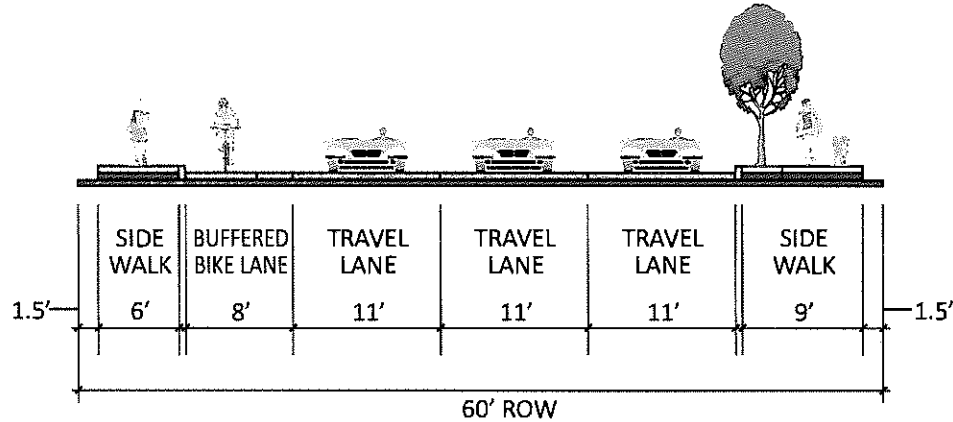 SIDE WALK 6'
BUFFERED BIKE LANE 8'
TRAVEL LANE 11'
TRAVEL LANE 11'
TRAVEL LANE 11'
SIDE WALK 9'
1.5'
1.5'
60' ROW